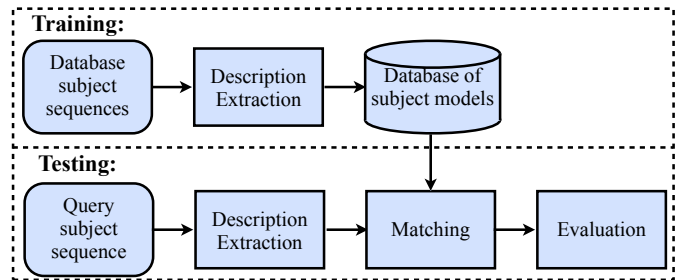 Training:
Database
subject
sequences
Description
Extraction
Database of
subject models
Testing:
Query
subject
sequence
Description
Extraction
Matching
Evaluation